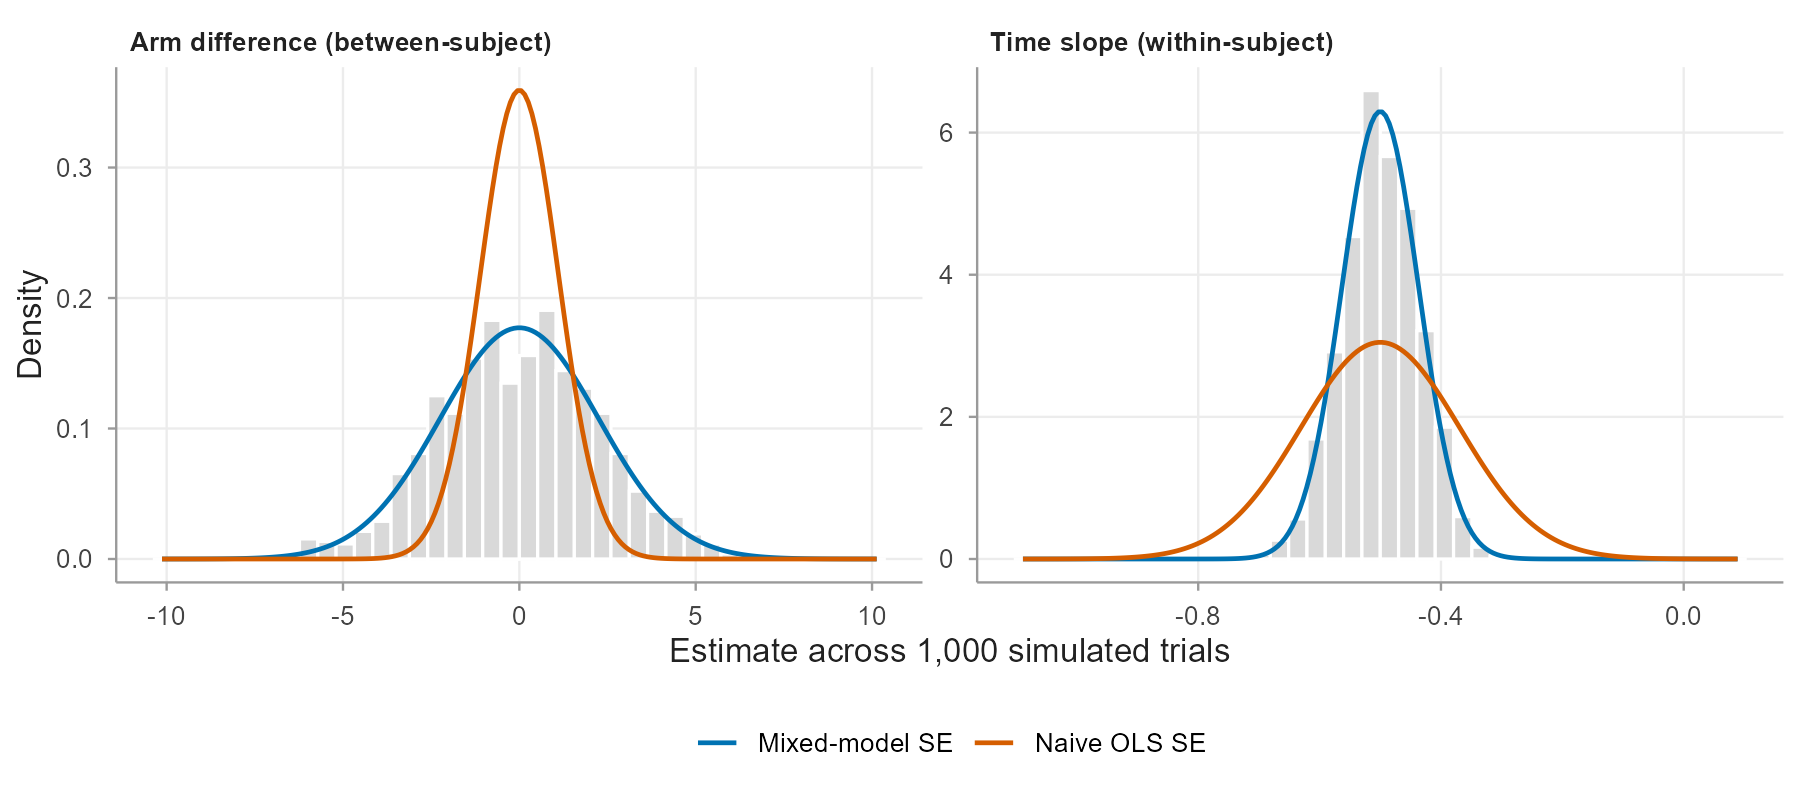 Arm difference (between-subject)
Time slope (within-subject)
Density
0.3
0.2
0.1
0.0
6
4
2
0
-10
-5
0
5
10
-0.8
-0.4
0.0
Estimate across 1,000 simulated trials
Mixed-model SE
Naive OLS SE